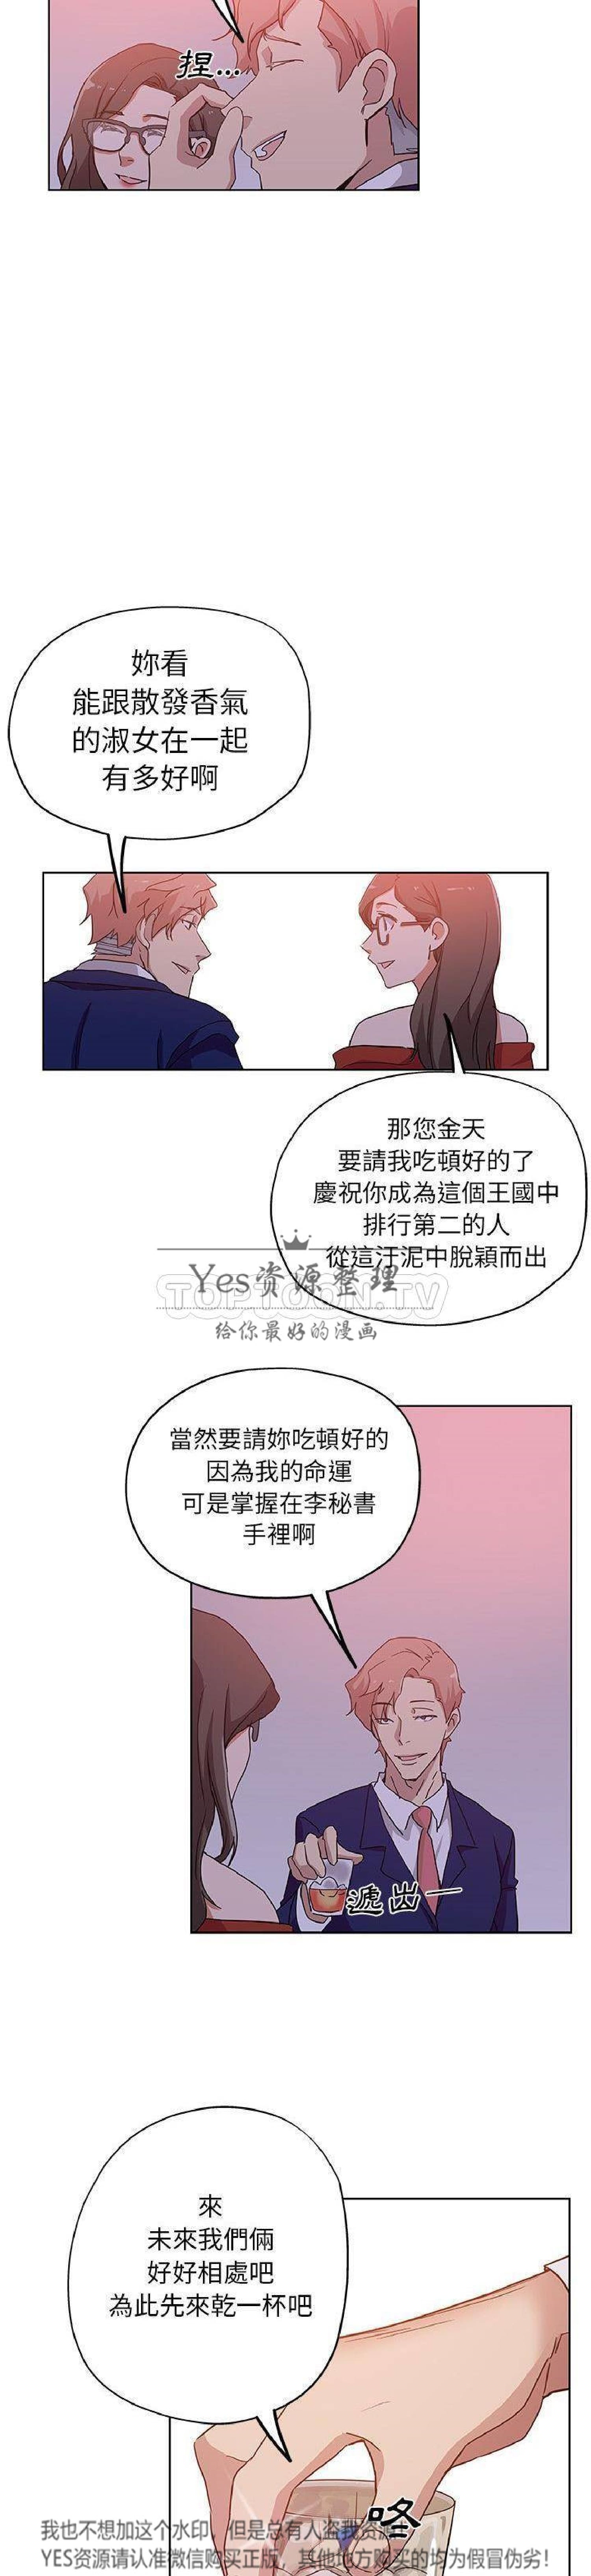 捏...
妳看
能跟散發香氣
的淑女在一起
有多好啊
那您金天
要請我吃頓好的了
慶祝你成為這個王國中
排行第二的人
從這汙泥中脫穎而出
Yes资源整理
TOPTOON.TV
给你最好的漫画
當然要請妳吃頓好的
因為我的命運
可是掌握在李秘書
手裡啊
遞出—
來
未來我們倆
好好相處吧
為此先來乾一杯吧
咚
我也不想加这个水印，但是总有人盗我资源！
YES资源请认准微信购买正版，其他地方购买的均为假冒伪劣！